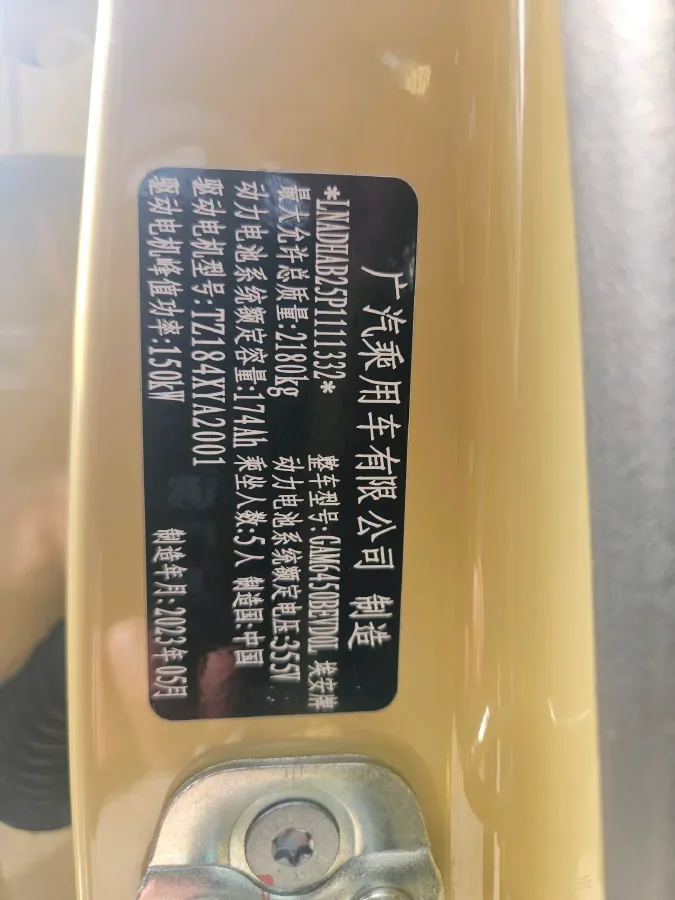 广汽乘用车有限公司 制造
*LNADHAB25P1111332* 整车型号:GAM6450BEVD0L 埃安牌
最大允许总质量:2180kg 动力电池系统额定电压:355V
动力电池系统额定容量:174Ah 乘坐人数:5人 制造国:中国
驱动电机型号:TZ184XYA2001
驱动电机峰值功率:150kW 制造年月:2023年05月